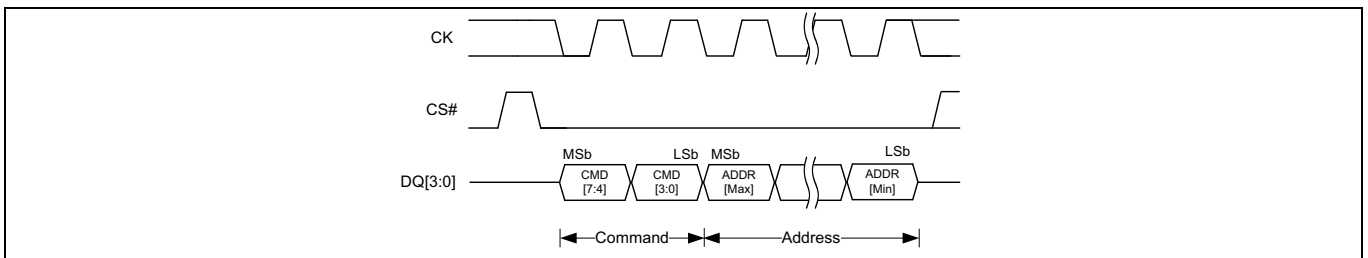 CK
CS#
MSb LSb MSb LSb
DQ[3:0] CMD CMD ADDR ADDR
[7:4] [3:0] [Max] [Min]
Command Address